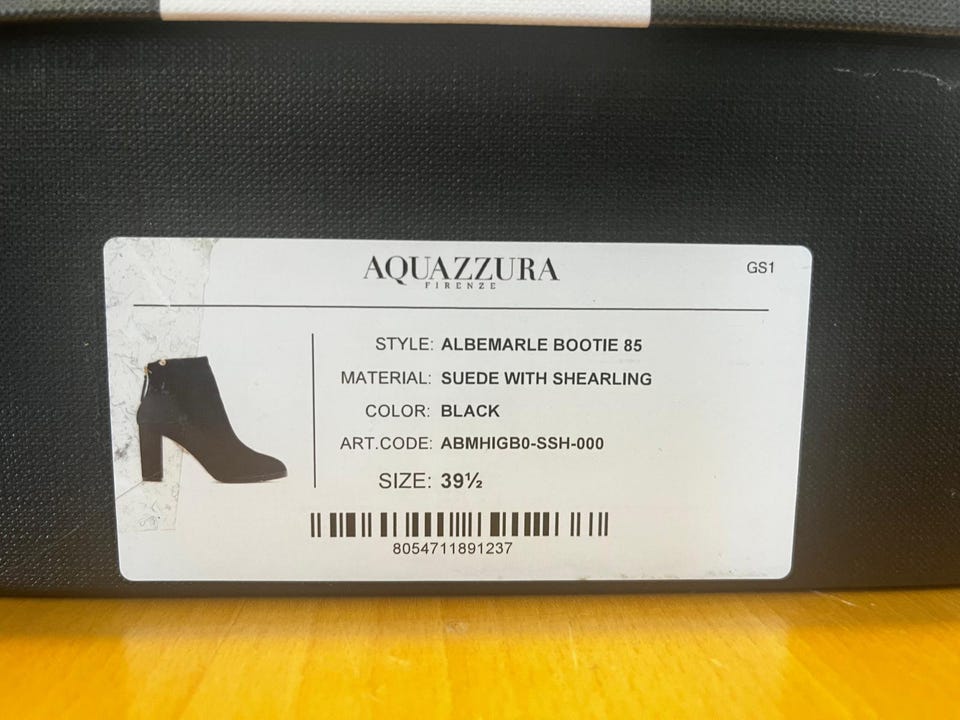 AQUAZZURA
FIRENZE
GS1
STYLE: ALBEMARLE BOOTIE 85
MATERIAL: SUEDE WITH SHEARLING
COLOR: BLACK
ART.CODE: ABMHIGB0-SSH-000
SIZE: 39½
8054711891237